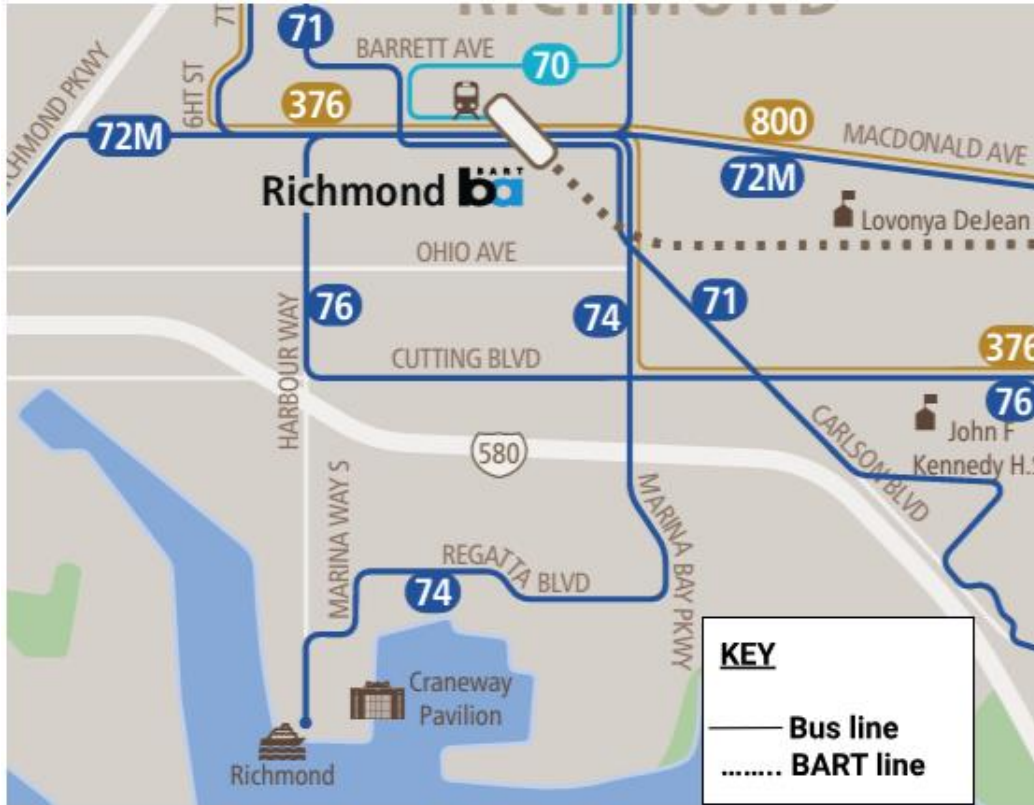 RICHMOND
7T
71
BARRETT AVE
70
6HT ST
376
800
CHMOND PKWY
72M
MACDONALD AVE
72M
Richmond ba
BART
Lovonya DeJean
OHIO AVE
76
74
71
HARBOUR WAY
376
CUTTING BLVD
76
CARLSON BLVD
John F
Kennedy H.S
580
MARINA WAY S
MARINA BAY PKWY
REGATTA BLVD
74
Craneway
Pavilion
Richmond
KEY
Bus line
BART line